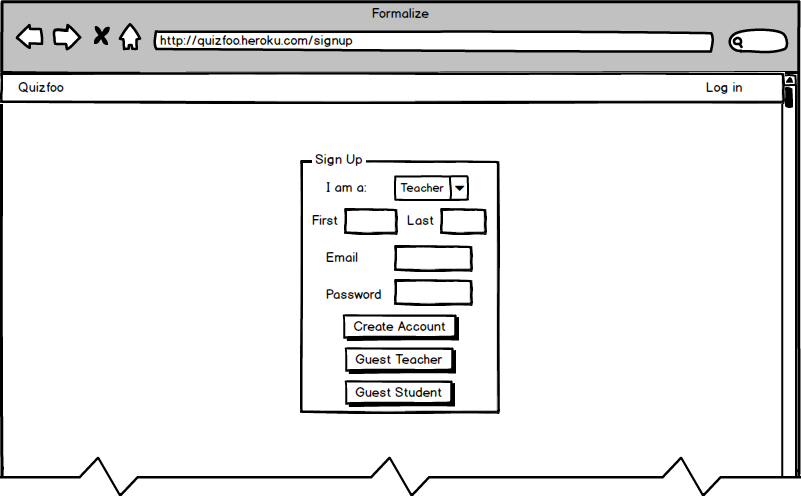 Formalize
http://quizfoo.heroku.com/signup
Quizfoo Log in
Sign Up
I am a: Teacher
First Last
Email
Password
Create Account
Guest Teacher
Guest Student